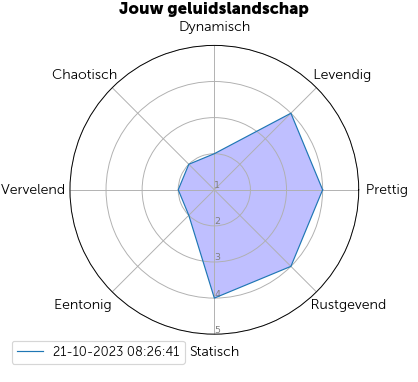 Jouw geluidslandschap
Dynamisch
Chaotisch
Levendig
Vervelend
Prettig
1
2
3
4
5
Eentonig
Rustgevend
21-10-2023 08:26:41
Statisch